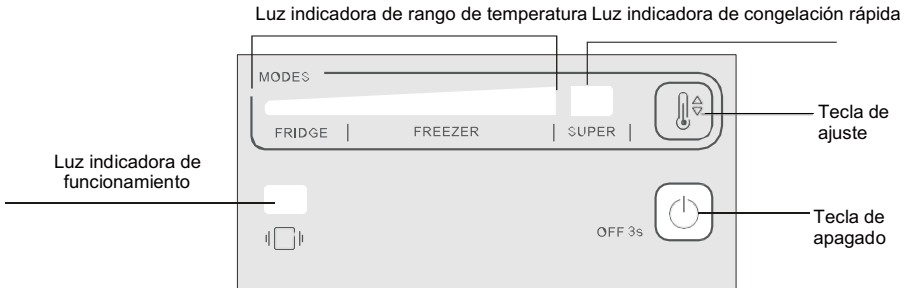 Luz indicadora de rango de temperatura Luz indicadora de congelación rápida
MODES
FRIDGE | FREEZER | SUPER |
Tecla de
ajuste
Luz indicadora de
funcionamiento
OFF 3s
Tecla de
apagado